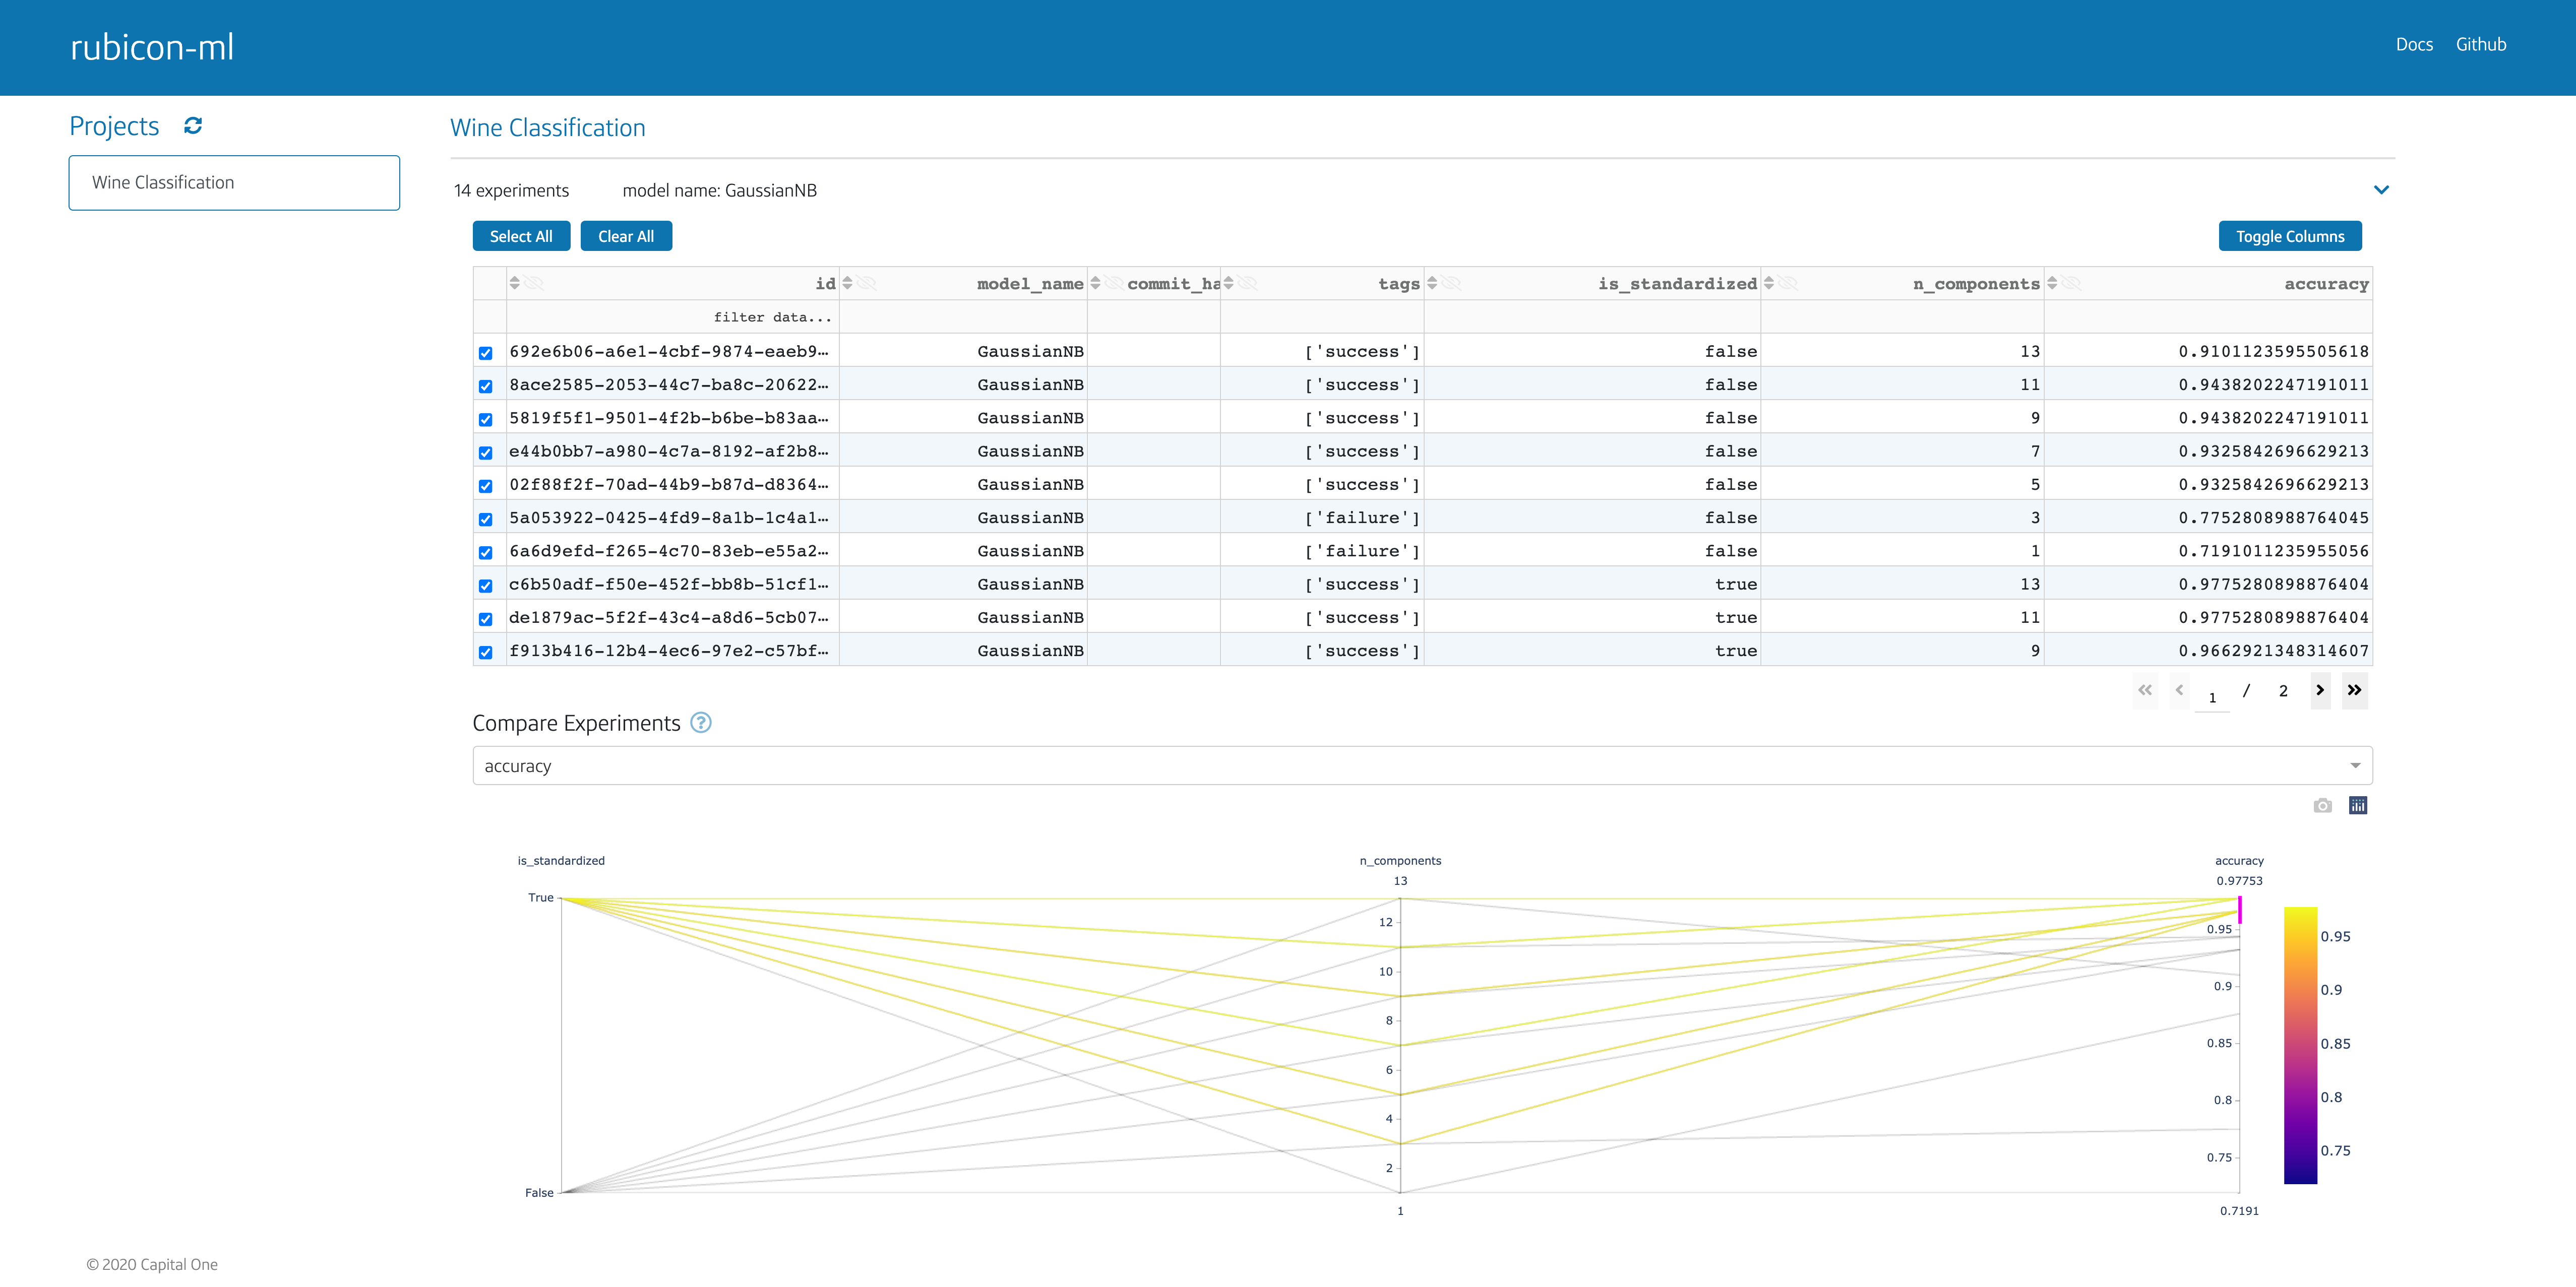 rubicon-ml
Docs Github
Projects
Wine Classification
Wine Classification
14 experiments model name: GaussianNB
Select All Clear All Toggle Columns
id model_name commit_ha tags is_standardized n_components accuracy
filter data...
692e6b06-a6e1-4cbf-9874-eaeb9… GaussianNB ['success'] false 13 0.9101123595505618
8ace2585-2053-44c7-ba8c-20622… GaussianNB ['success'] false 11 0.9438202247191011
5819f5f1-9501-4f2b-b6be-b83aa… GaussianNB ['success'] false 9 0.9438202247191011
e44b0bb7-a980-4c7a-8192-af2b8… GaussianNB ['success'] false 7 0.9325842696629213
02f88f2f-70ad-44b9-b87d-d8364… GaussianNB ['success'] false 5 0.9325842696629213
5a053922-0425-4fd9-8a1b-1c4a1… GaussianNB ['failure'] false 3 0.7752808988764045
6a6d9efd-f265-4c70-83eb-e55a2… GaussianNB ['failure'] false 1 0.7191011235955056
c6b50adf-f50e-452f-bb8b-51cf1… GaussianNB ['success'] true 13 0.9775280898876404
de1879ac-5f2f-43c4-a8d6-5cb07… GaussianNB ['success'] true 11 0.9775280898876404
f913b416-12b4-4ec6-97e2-c57bf… GaussianNB ['success'] true 9 0.9662921348314607
1 / 2
Compare Experiments ?
accuracy
is_standardized n_components accuracy
13 0.97753
True
12
0.95 0.95
10
0.9 0.9
8
0.85 0.85
6
0.8 0.8
4
0.75 0.75
2
False
1 0.7191
© 2020 Capital One